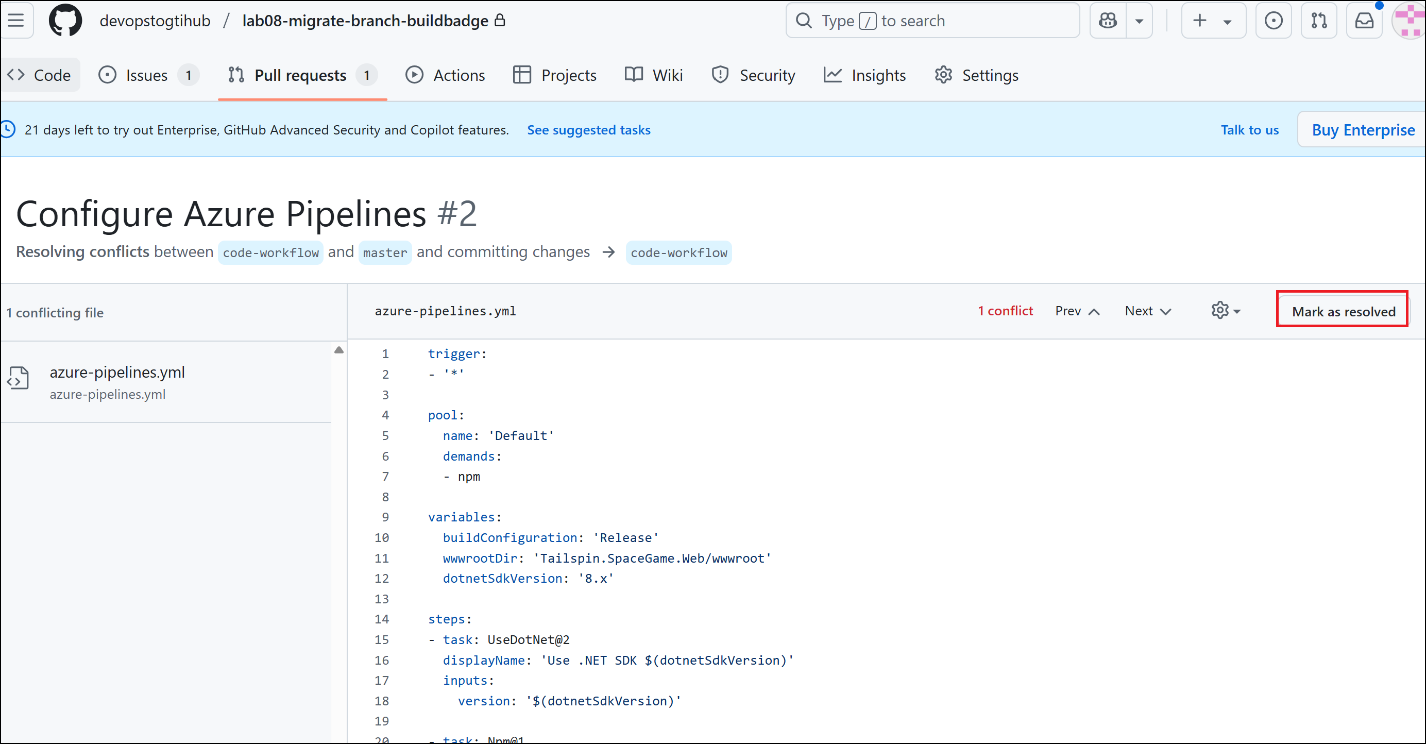 devopstogtihub / lab08-migrate-branch-buildbadge
Type / to search
Code
Issues 1
Pull requests 1
Actions
Projects
Wiki
Security
Insights
Settings
21 days left to try out Enterprise, GitHub Advanced Security and Copilot features. See suggested tasks
Talk to us
Buy Enterprise
Configure Azure Pipelines #2
Resolving conflicts between code-workflow and master and committing changes → code-workflow
1 conflicting file
azure-pipelines.yml
azure-pipelines.yml
azure-pipelines.yml
1 conflict
Prev
Next
Mark as resolved
1 trigger:
2 - '*'
3
4 pool:
5 name: 'Default'
6 demands:
7 - npm
8
9 variables:
10 buildConfiguration: 'Release'
11 wwwrootDir: 'Tailspin.SpaceGame.Web/wwwroot'
12 dotnetSdkVersion: '8.x'
13
14 steps:
15 - task: UseDotNet@2
16 displayName: 'Use .NET SDK $(dotnetSdkVersion)'
17 inputs:
18 version: '$(dotnetSdkVersion)'
19
20 - task: Npm@1